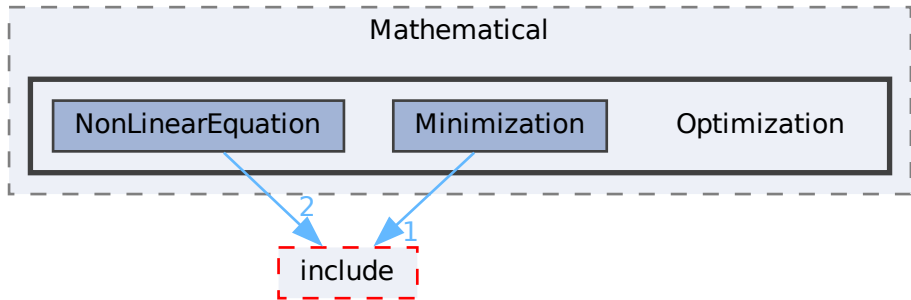 Mathematical
NonLinearEquation
Minimization
Optimization
2
1
include